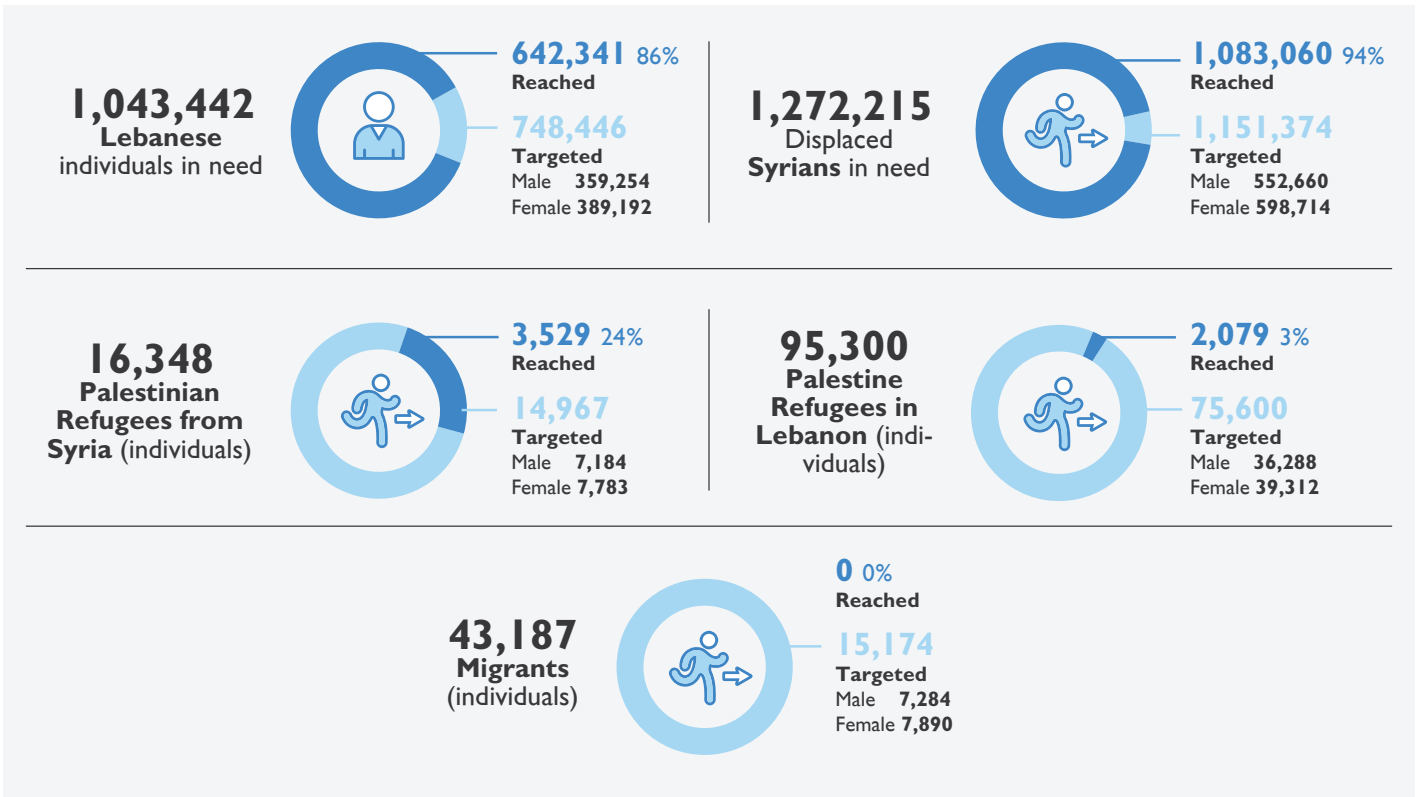 1,043,442
Lebanese
individuals in need
642,341 86%
Reached
748,446
Targeted
Male 359,254
Female 389,192
1,272,215
Displaced
Syrians in need
1,083,060 94%
Reached
1,151,374
Targeted
Male 552,660
Female 598,714
16,348
Palestinian
Refugees from
Syria (individuals)
3,529 24%
Reached
14,967
Targeted
Male 7,184
Female 7,783
95,300
Palestine
Refugees in
Lebanon (indi-
viduals)
2,079 3%
Reached
75,600
Targeted
Male 36,288
Female 39,312
43,187
Migrants
(individuals)
0 0%
Reached
15,174
Targeted
Male 7,284
Female 7,890